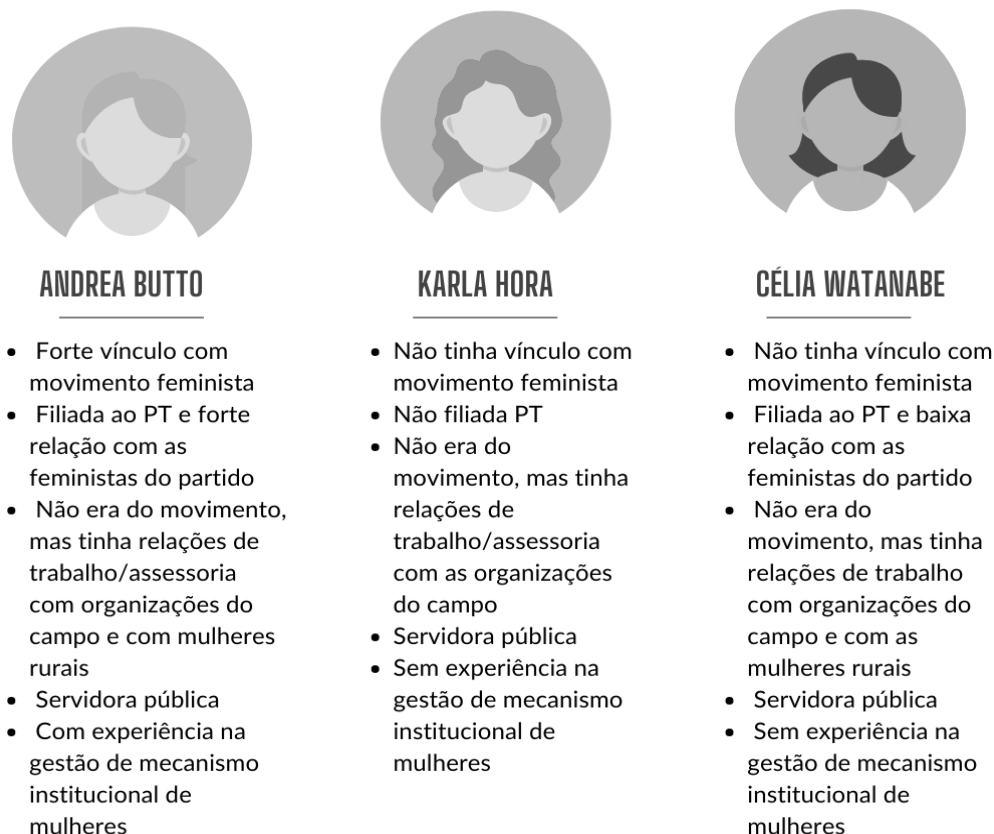 ANDREA BUTTO
• Forte vínculo com
movimento feminista
• Filiada ao PT e forte
relação com as
feministas do partido
• Não era do movimento,
mas tinha relações de
trabalho/assessoria
com organizações do
campo e com mulheres
rurais
• Servidora pública
• Com experiência na
gestão de mecanismo
institucional de
mulheres
KARLA HORA
• Não tinha vínculo com
movimento feminista
• Não filiada PT
• Não era do
movimento, mas tinha
relações de
trabalho/assessoria
com as organizações
do campo
• Servidora pública
• Sem experiência na
gestão de mecanismo
institucional de
mulheres
CÉLIA WATANABE
• Não tinha vínculo com
movimento feminista
• Filiada ao PT e baixa
relação com as
feministas do partido
• Não era do
movimento, mas tinha
relações de trabalho
com organizações do
campo e com as
mulheres rurais
• Servidora pública
• Sem experiência na
gestão de mecanismo
institucional de
mulheres